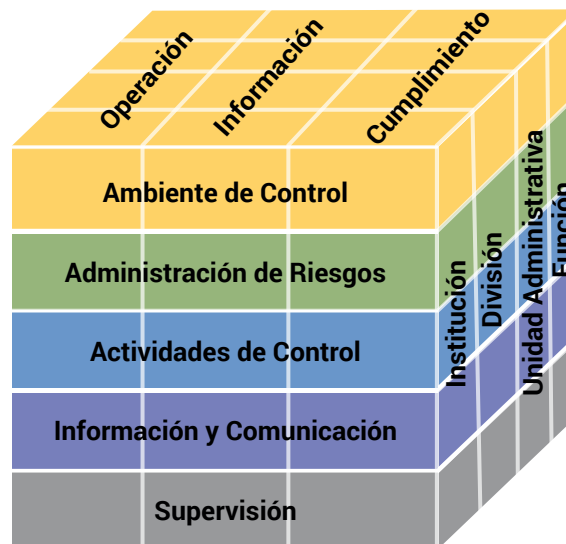 Operación
Información
Cumplimiento
Ambiente de Control
Administración de Riesgos
Actividades de Control
Información y Comunicación
Supervisión
Institución
División
Unidad Administrativa
Función